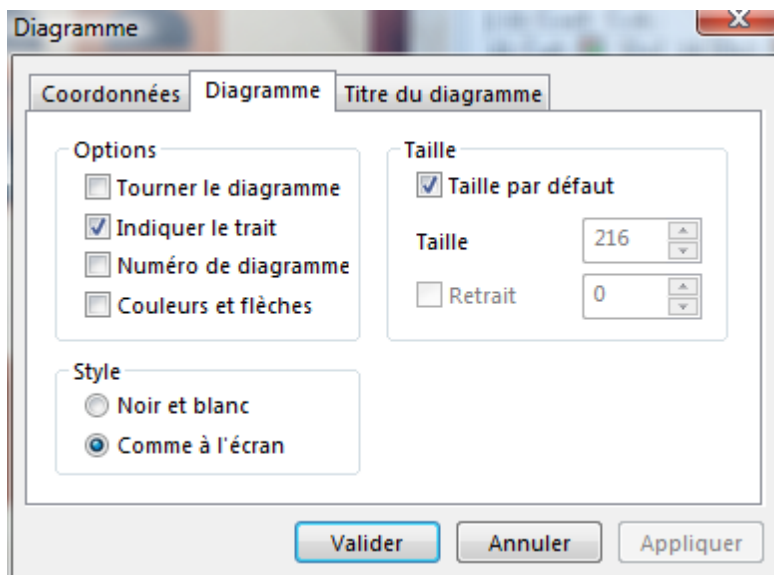 Diagramme
Coordonnées Diagramme Titre du diagramme
Options
Tourner le diagramme
Indiquer le trait
Numéro de diagramme
Couleurs et flèches
Taille
Taille par défaut
Taille 216
Retrait 0
Style
Noir et blanc
Comme à l'écran
Valider Annuler Appliquer